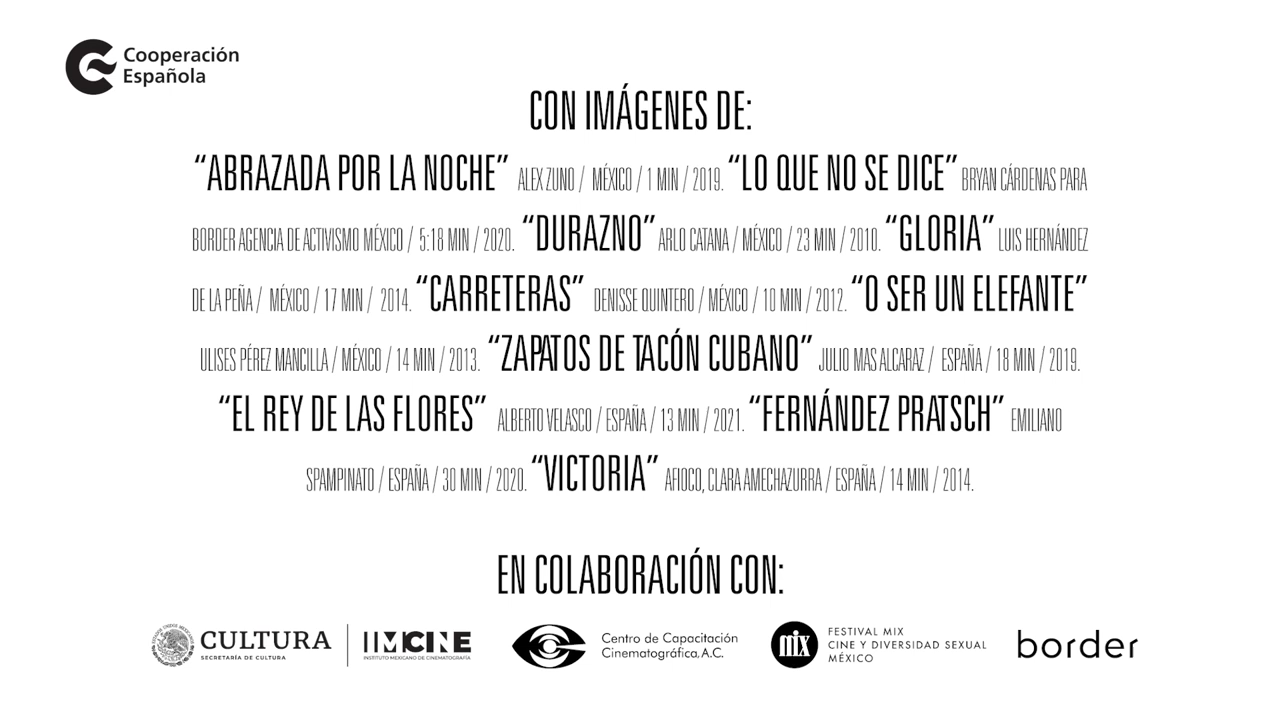 Cooperación
Española
CON IMÁGENES DE:
“ABRAZADA POR LA NOCHE” ALEX ZUNO / MÉXICO / 1 MIN / 2019. “LO QUE NO SE DICE” BRYAN CÁRDENAS PARA
BORDER AGENCIA DE ACTIVISMO MÉXICO / 5:18 MIN / 2020. “DURAZNO” ARLO CATANA / MÉXICO / 23 MIN / 2010. “GLORIA” LUIS HERNÁNDEZ
DE LA PEÑA / MÉXICO / 17 MIN / 2014. “CARRETERAS” DENISSE QUINTERO / MÉXICO / 10 MIN / 2012. “O SER UN ELEFANTE”
ULISES PÉREZ MANCILLA / MÉXICO / 14 MIN / 2013. “ZAPATOS DE TACÓN CUBANO” JULIO MAS ALCARAZ / ESPAÑA / 18 MIN / 2019.
“EL REY DE LAS FLORES” ALBERTO VELASCO / ESPAÑA / 13 MIN / 2021. “FERNÁNDEZ PRATSCH” EMILIANO
SPAMPINATO / ESPAÑA / 30 MIN / 2020. “VICTORIA” AFIOCO, CLARA AMECHAZURRA / ESPAÑA / 14 MIN / 2014.
EN COLABORACIÓN CON:
CULTURA
SECRETARÍA DE CULTURA
IMCINE
INSTITUTO MEXICANO DE CINEMATOGRAFÍA
Centro de Capacitación
Cinematográfica, A.C.
mix
FESTIVAL MIX
CINE Y DIVERSIDAD SEXUAL
MÉXICO
border